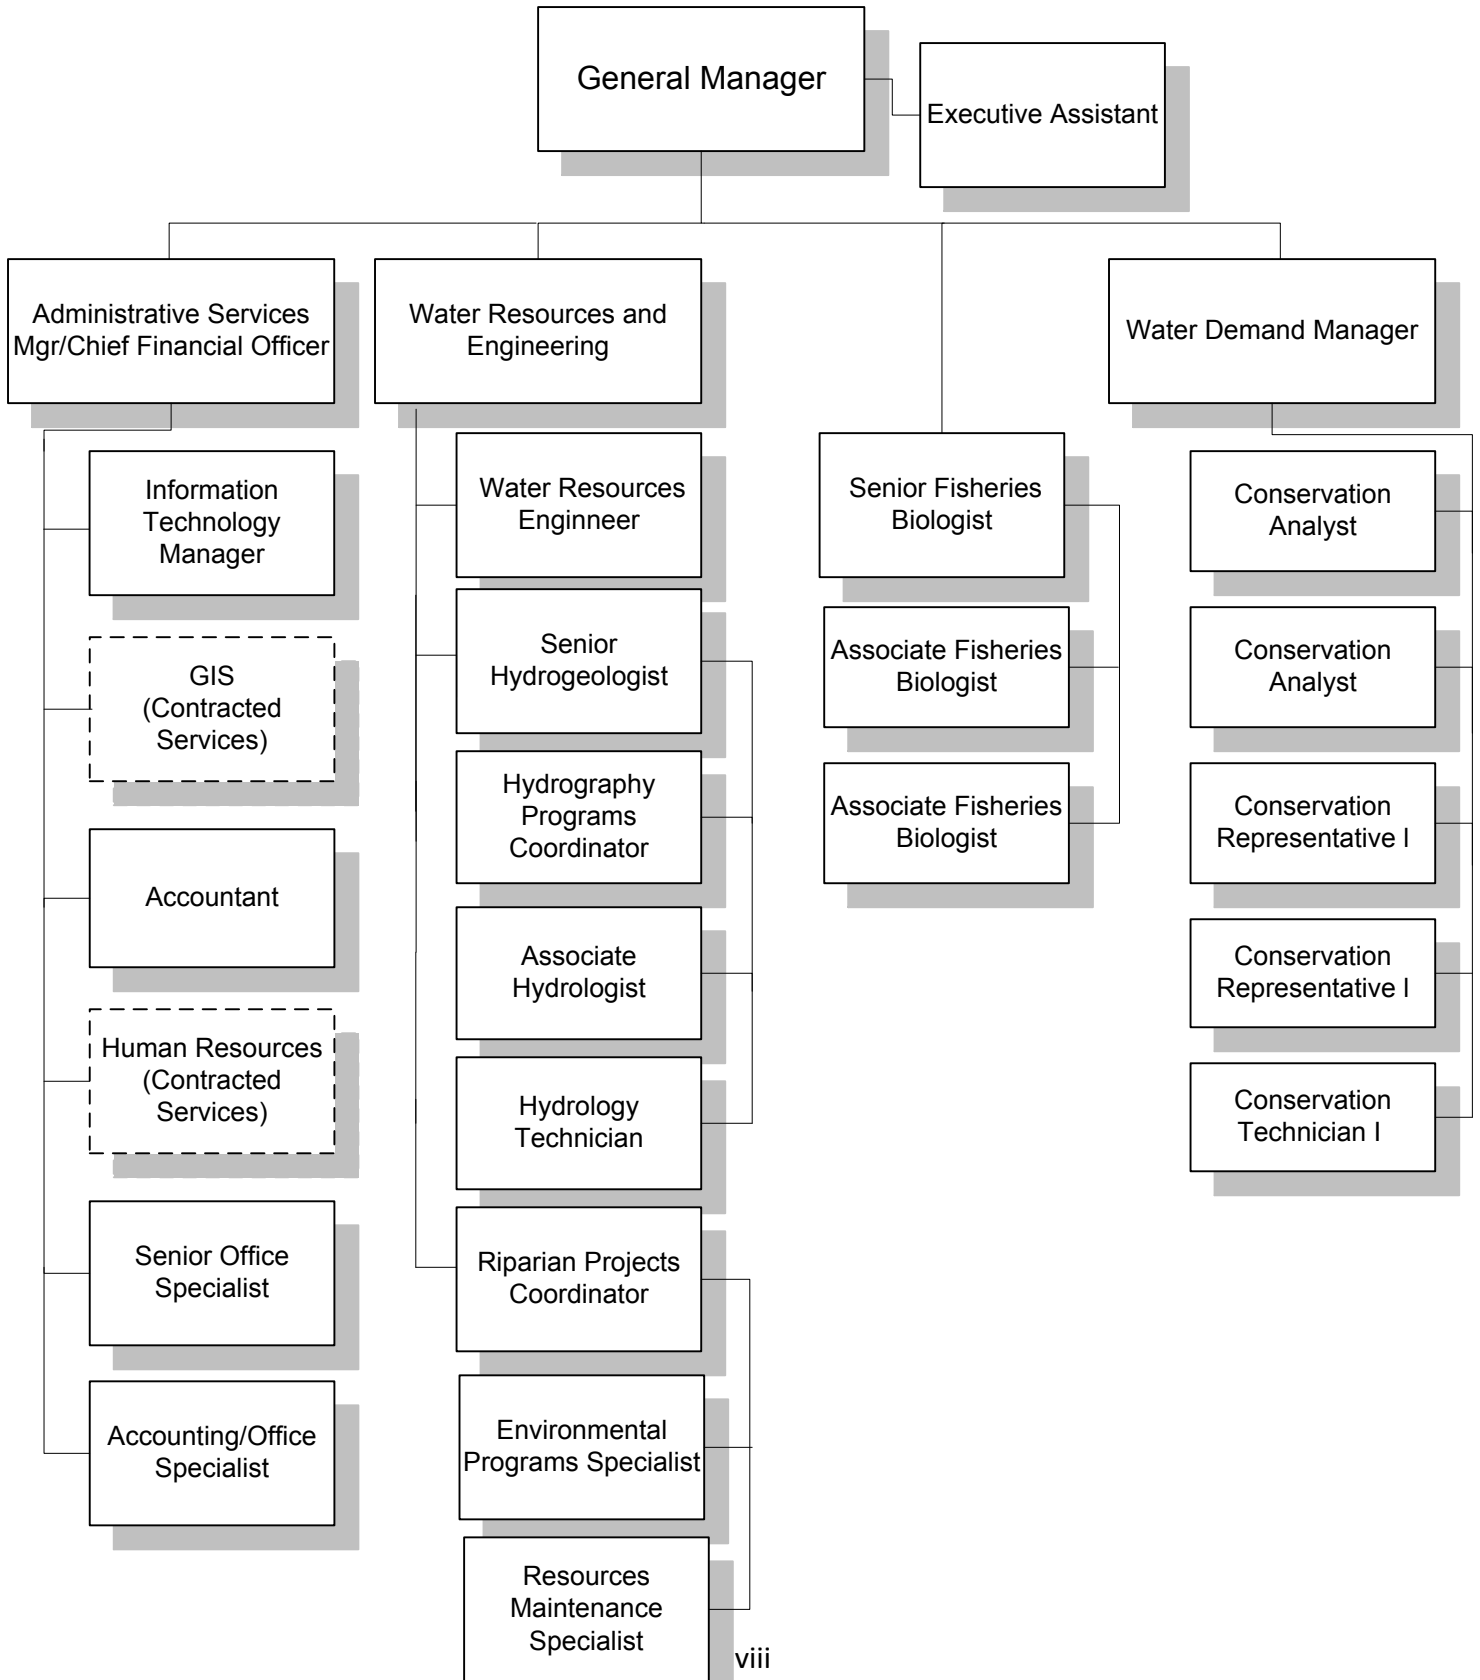 General Manager
Executive Assistant
Administrative Services
Mgr/Chief Financial Officer
Water Resources and
Engineering
Water Demand Manager
Information
Technology
Manager
GIS
(Contracted
Services)
Accountant
Human Resources
(Contracted
Services)
Senior Office
Specialist
Accounting/Office
Specialist
Water Resources
Enginneer
Senior
Hydrogeologist
Hydrography
Programs
Coordinator
Associate
Hydrologist
Hydrology
Technician
Riparian Projects
Coordinator
Environmental
Programs Specialist
Resources
Maintenance
Specialist
Senior Fisheries
Biologist
Associate Fisheries
Biologist
Associate Fisheries
Biologist
Conservation
Analyst
Conservation
Analyst
Conservation
Representative I
Conservation
Representative I
Conservation
Technician I
viii